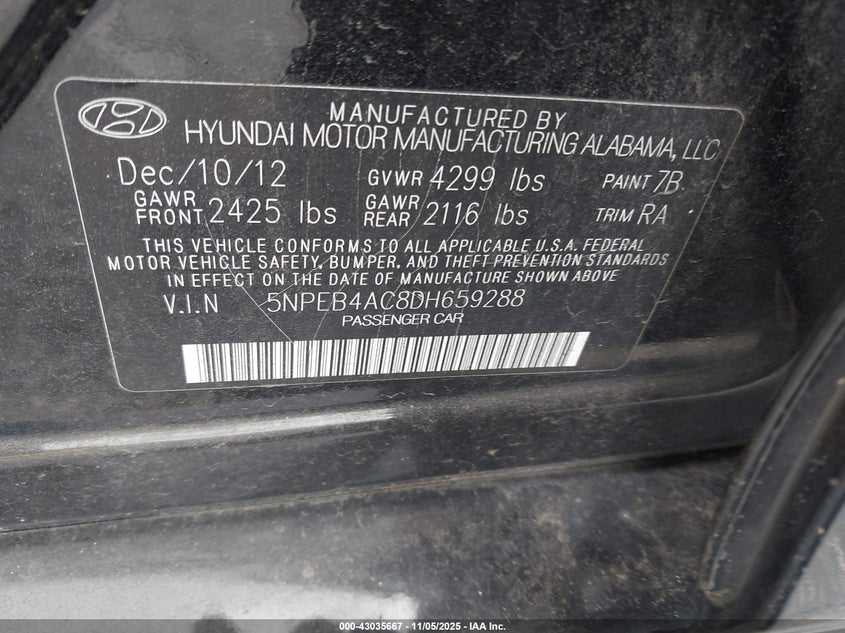 MANUFACTURED BY
HYUNDAI MOTOR MANUFACTURING ALABAMA, LLC
Dec/10/12 GVWR 4299 lbs PAINT 7B
GAWR FRONT 2425 lbs GAWR REAR 2116 lbs TRIM RA
THIS VEHICLE CONFORMS TO ALL APPLICABLE U.S.A. FEDERAL
MOTOR VEHICLE SAFETY, BUMPER, AND THEFT PREVENTION STANDARDS
IN EFFECT ON THE DATE OF MANUFACTURE SHOWN ABOVE
V.I.N 5NPEB4AC8DH659288
PASSENGER CAR
000-43035667 - 11/05/2025 - IAA Inc.